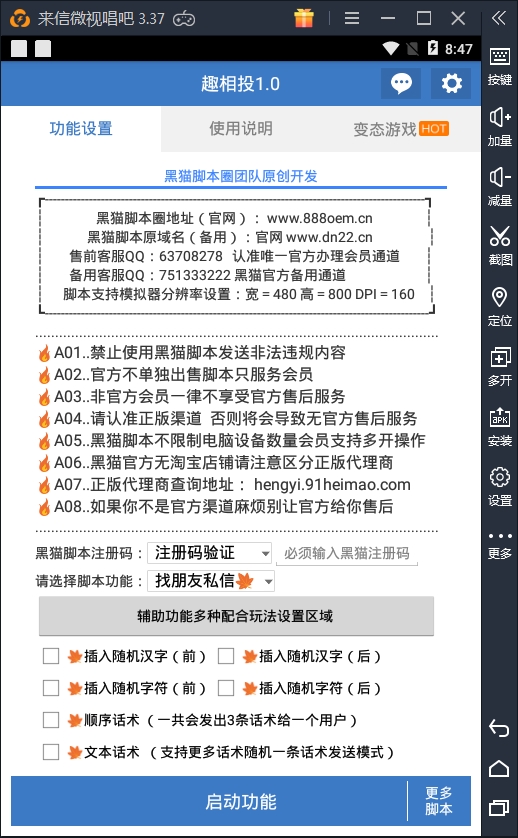 来信微视唱吧 3.37
8:47
趣相投1.0
功能设置
使用说明
变态游戏 HOT
黑猫脚本圈团队原创开发
黑猫脚本圈地址（官网）：www.888oem.cn
黑猫脚本原域名（备用）：官网 www.dn22.cn
售前客服QQ：63708278 认准唯一官方办理会员通道
备用客服QQ：751333222 黑猫官方备用通道
脚本支持模拟器分辨率设置：宽 = 480 高 = 800 DPI = 160
A01..禁止使用黑猫脚本发送非法违规内容
A02..官方不单独出售脚本只服务会员
A03..非官方会员一律不享受官方售后服务
A04..请认准正版渠道 否则将会导致无官方售后服务
A05..黑猫脚本不限制电脑设备数量会员支持多开操作
A06..黑猫官方无淘宝店铺请注意区分正版代理商
A07..正版代理商查询地址：hengyi.91heimao.com
A08..如果你不是官方渠道麻烦别让官方给你售后
黑猫脚本注册码：注册码验证 必须输入黑猫注册码
请选择脚本功能：找朋友私信
辅助功能多种配合玩法设置区域
插入随机汉字（前） 插入随机汉字（后）
插入随机字符（前） 插入随机字符（后）
顺序话术（一共会发出3条话术给一个用户）
文本话术 （支持更多话术随机一条话术发送模式）
启动功能
更多
脚本
按键
加量
减量
截图
定位
多开
APK
安装
设置
更多